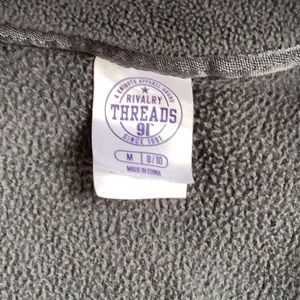 A KNIGHTS APPAREL BRAND
RIVALRY
THREADS
91
SINCE 1991
M 8/10
MADE IN CHINA